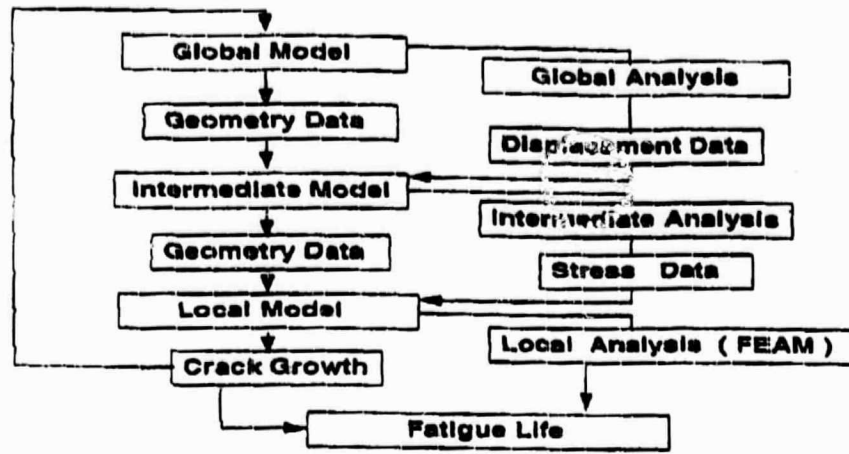 Global Model
Global Analysis
Geometry Data
Displacement Data
Intermediate Model
Intermediate Analysis
Geometry Data
Stress Data
Local Model
Local Analysis ( FEAM )
Crack Growth
Fatigue Life